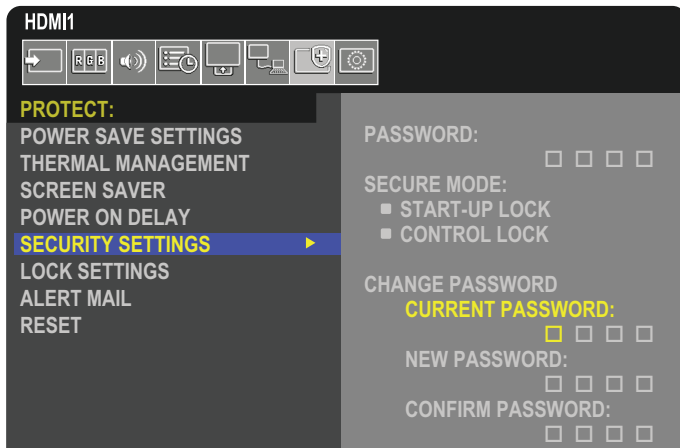 HDMI1
RGB
PROTECT:
POWER SAVE SETTINGS
THERMAL MANAGEMENT
SCREEN SAVER
POWER ON DELAY
SECURITY SETTINGS
LOCK SETTINGS
ALERT MAIL
RESET
PASSWORD:
SECURE MODE:
START-UP LOCK
CONTROL LOCK
CHANGE PASSWORD
CURRENT PASSWORD:
NEW PASSWORD:
CONFIRM PASSWORD: